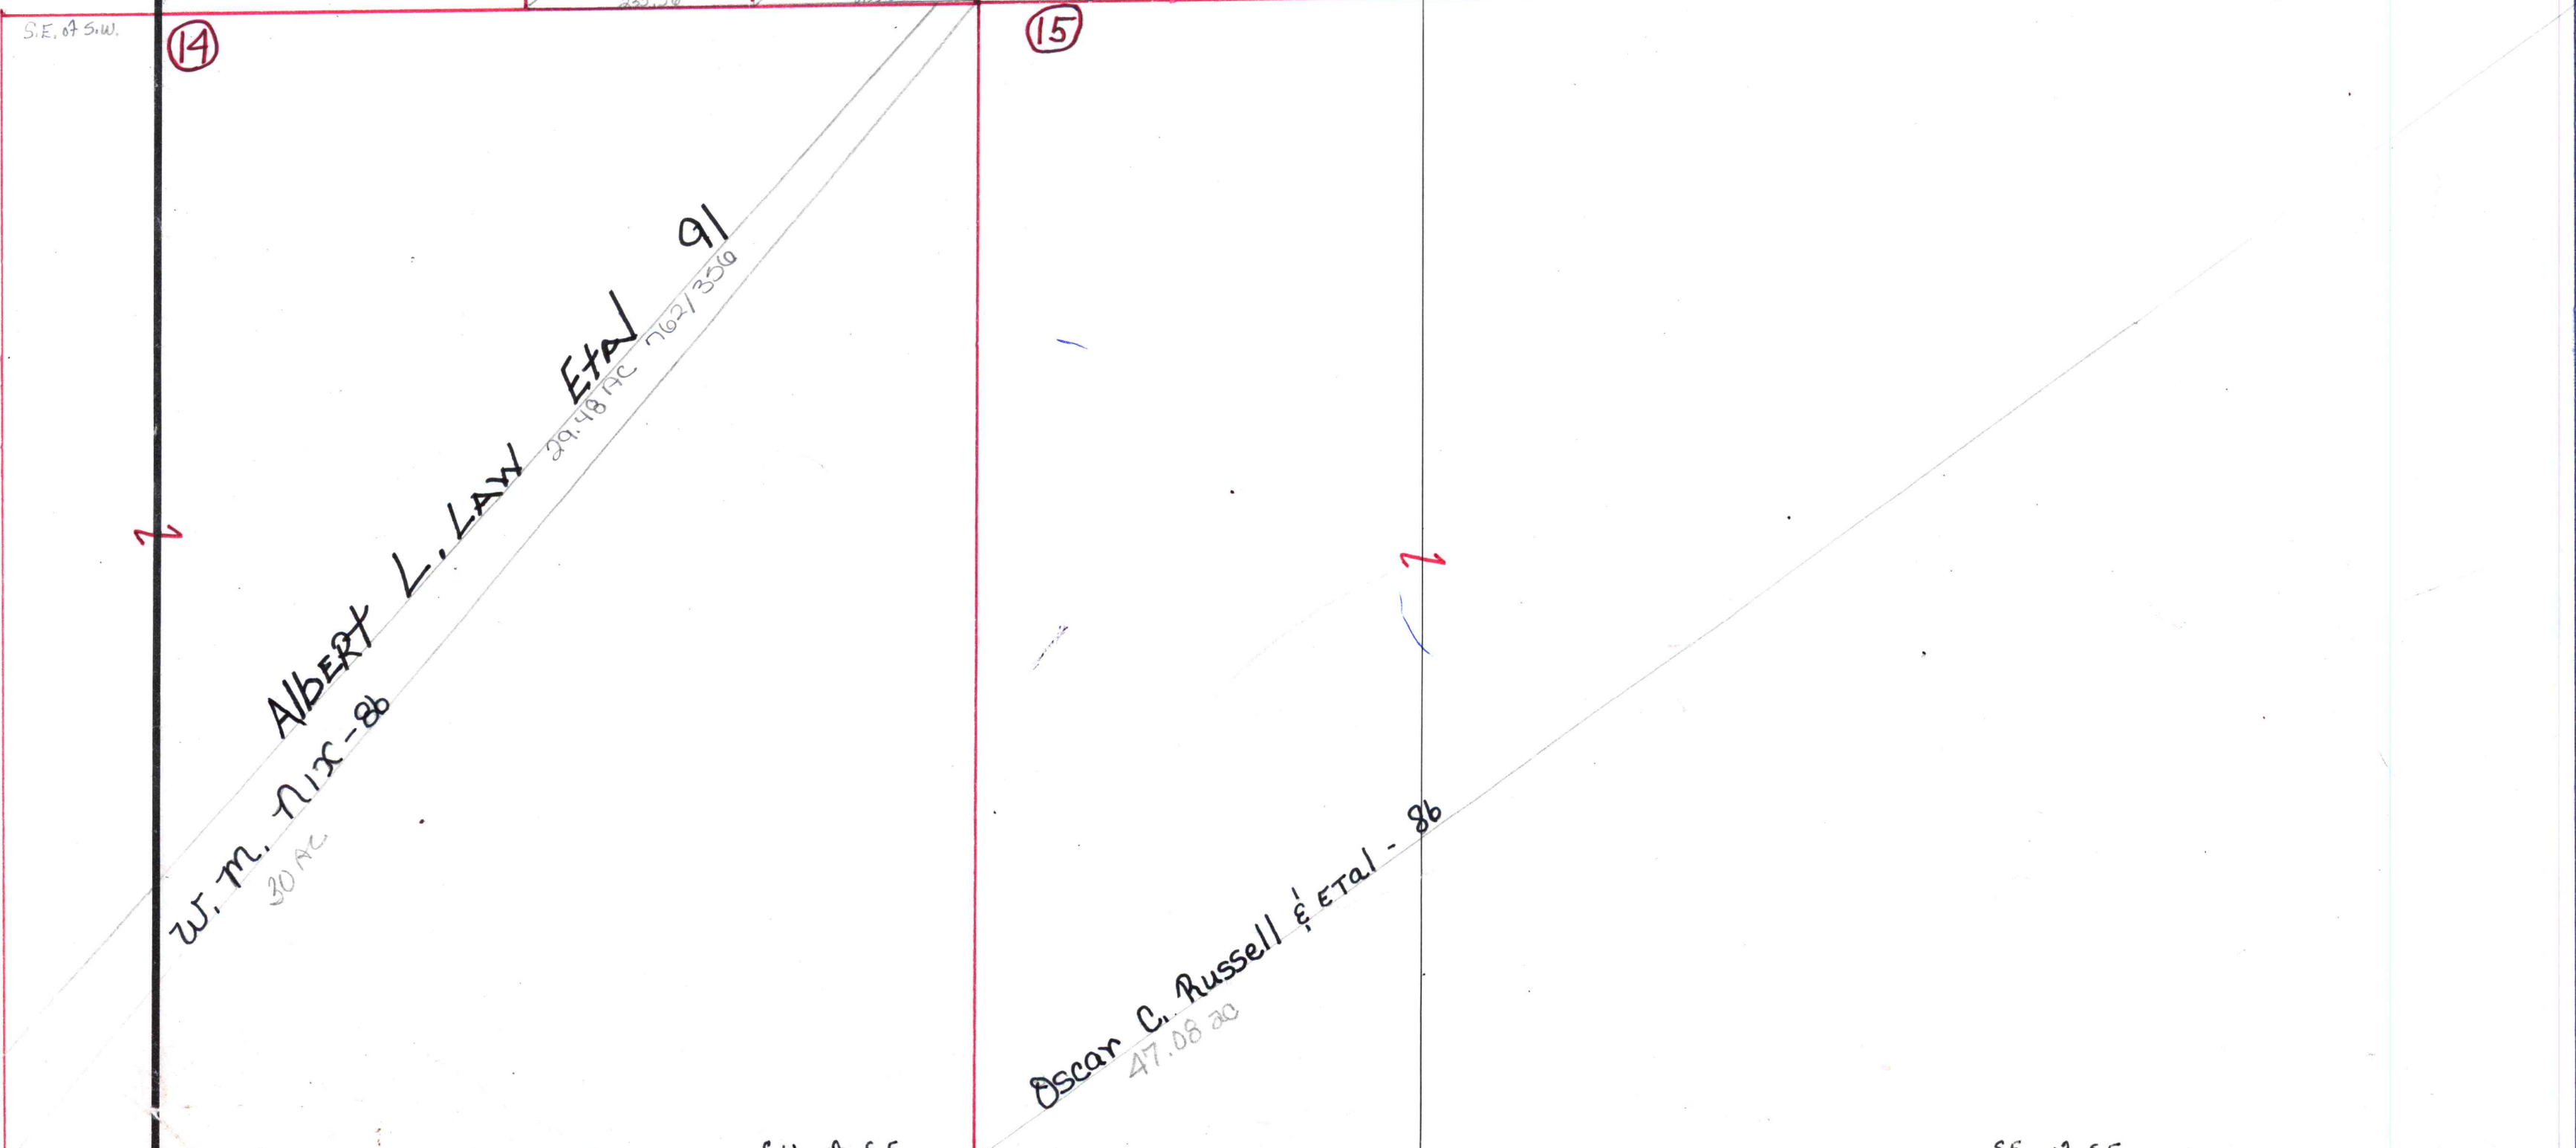 S.E. of S.W.
14
15
Albert L. Law Etal 91
29.48 AC 762/356
W. M. Nix-86
30 AC
Oscar C. Russell & ETal - 86
47.08 ac